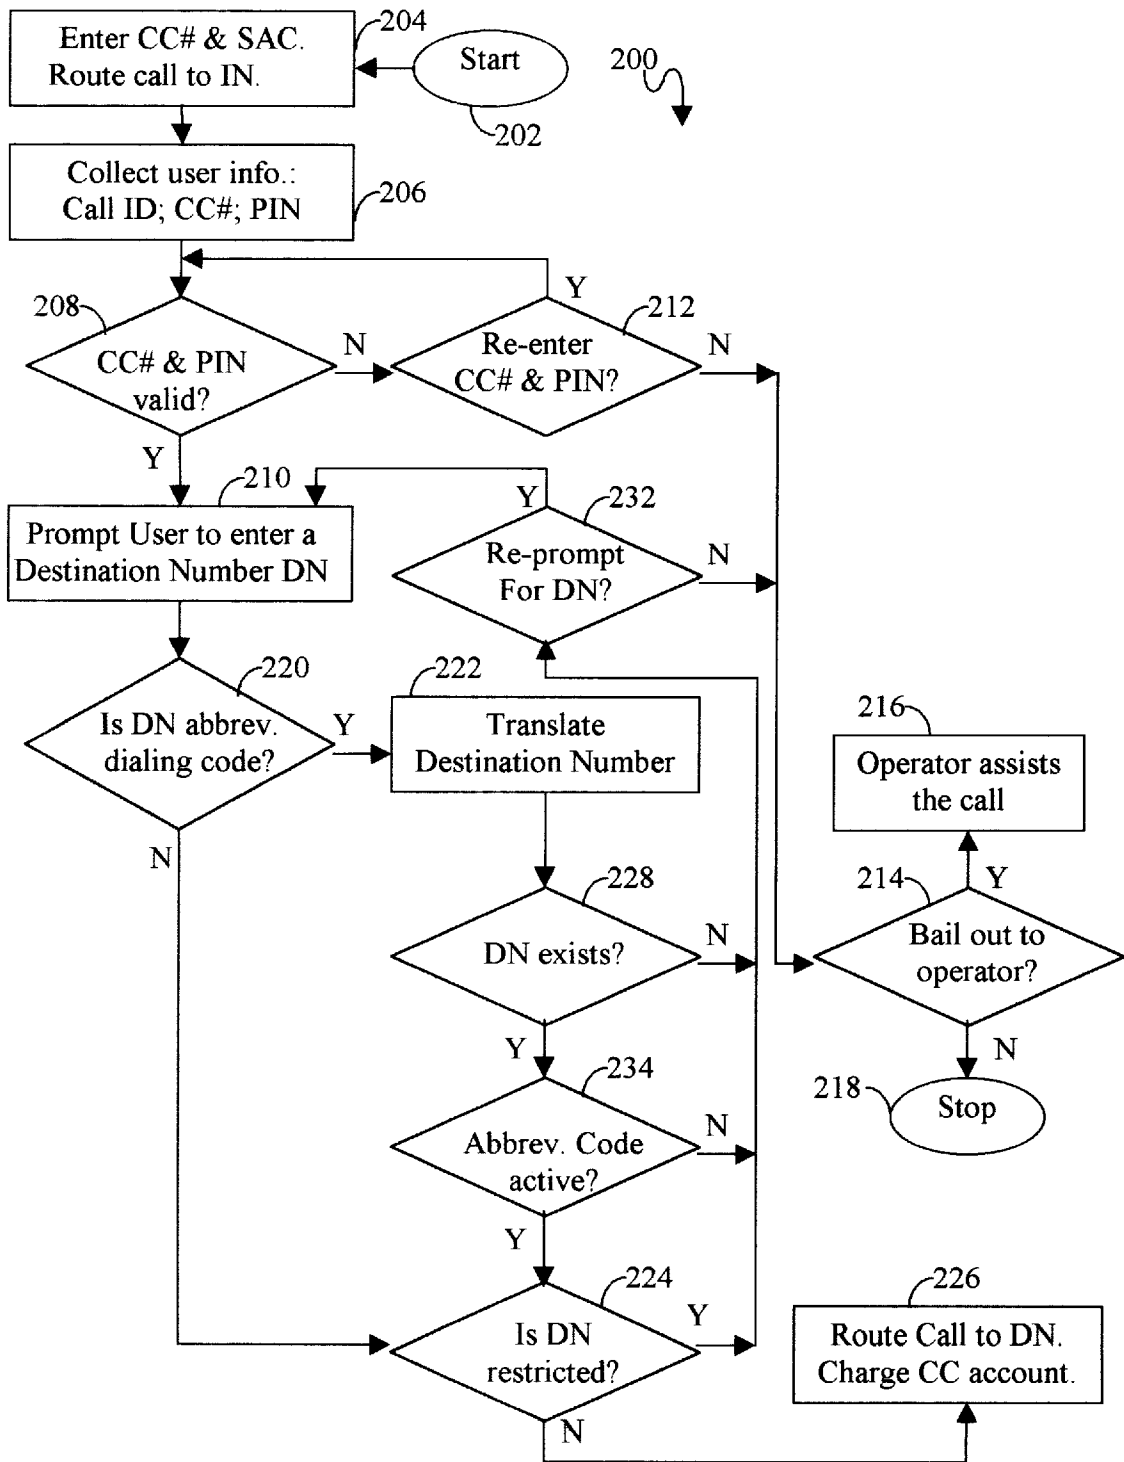 204
Enter CC# & SAC.
Route call to IN.
Start
200
202
Collect user info.:
Call ID; CC#; PIN
206
Y
208
212
CC# & PIN
valid?
N
Re-enter
CC# & PIN?
N
Y
210
Y
232
Prompt User to enter a
Destination Number DN
Re-prompt
For DN?
N
220
222
Is DN abbrev.
dialing code?
Y
Translate
Destination Number
216
Operator assists
the call
N
228
214
Y
DN exists?
N
Bail out to
operator?
Y
N
234
218
Stop
Abbrev. Code
active?
N
Y
224
226
Is DN
restricted?
Y
Route Call to DN.
Charge CC account.
N